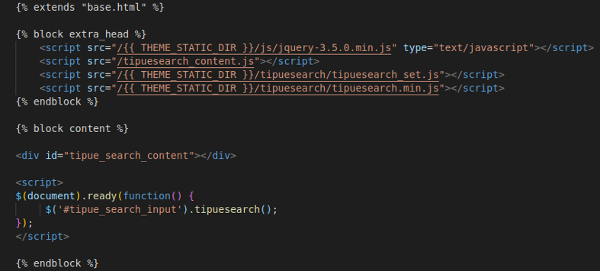 {% extends "base.html" %}
{% block extra_head %}
<script src="/{{ THEME_STATIC_DIR }}/js/jquery-3.5.0.min.js" type="text/javascript"></script>
<script src="/tipuesearch_content.js"></script>
<script src="/{{ THEME_STATIC_DIR }}/tipuesearch/tipuesearch_set.js"></script>
<script src="/{{ THEME_STATIC_DIR }}/tipuesearch/tipuesearch.min.js"></script>
{% endblock %}
{% block content %}
<div id="tipue_search_content"></div>
<script>
$(document).ready(function() {
$('#tipue_search_input').tipuesearch();
});
</script>
{% endblock %}